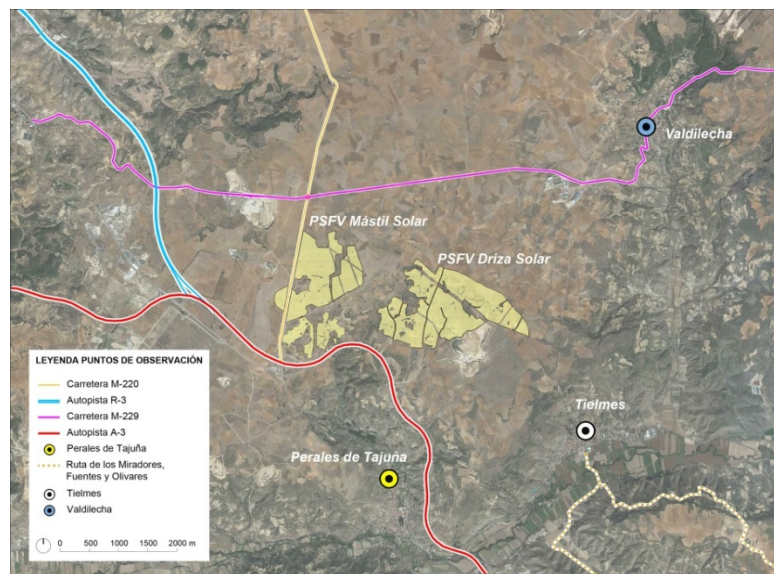 Valdilecha
PSFV Mástil Solar
PSFV Driza Solar
Tielmes
Perales de Tajuña
LEYENDA PUNTOS DE OBSERVACIÓN
Carretera M-220
Autopista R-3
Carretera M-229
Autopista A-3
Perales de Tajuña
Ruta de los Miradores,
Fuentes y Olivares
Tielmes
Valdilecha
0 500 1000 1500 2000 m